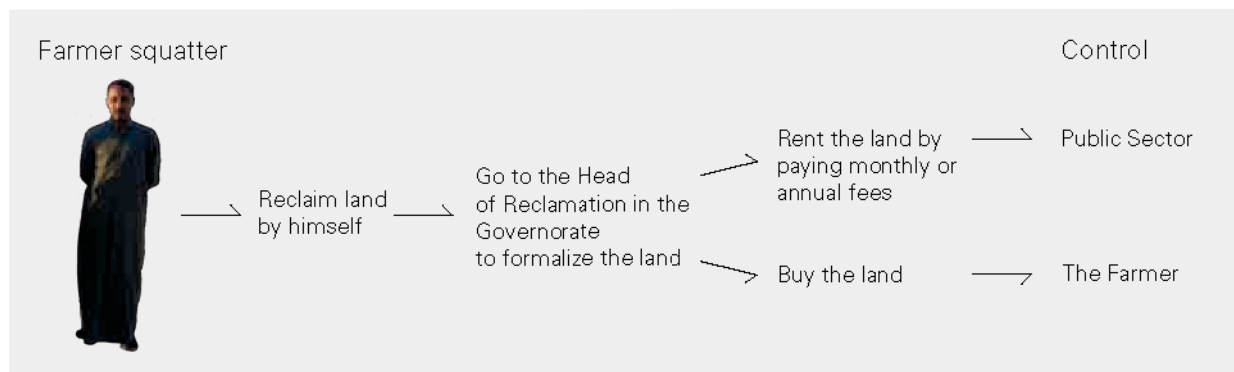 Farmer squatter
Control
Reclaim land
by himself
Go to the Head
of Reclamation in the
Governorate
to formalize the land
Rent the land by
paying monthly or
annual fees
Public Sector
Buy the land
The Farmer